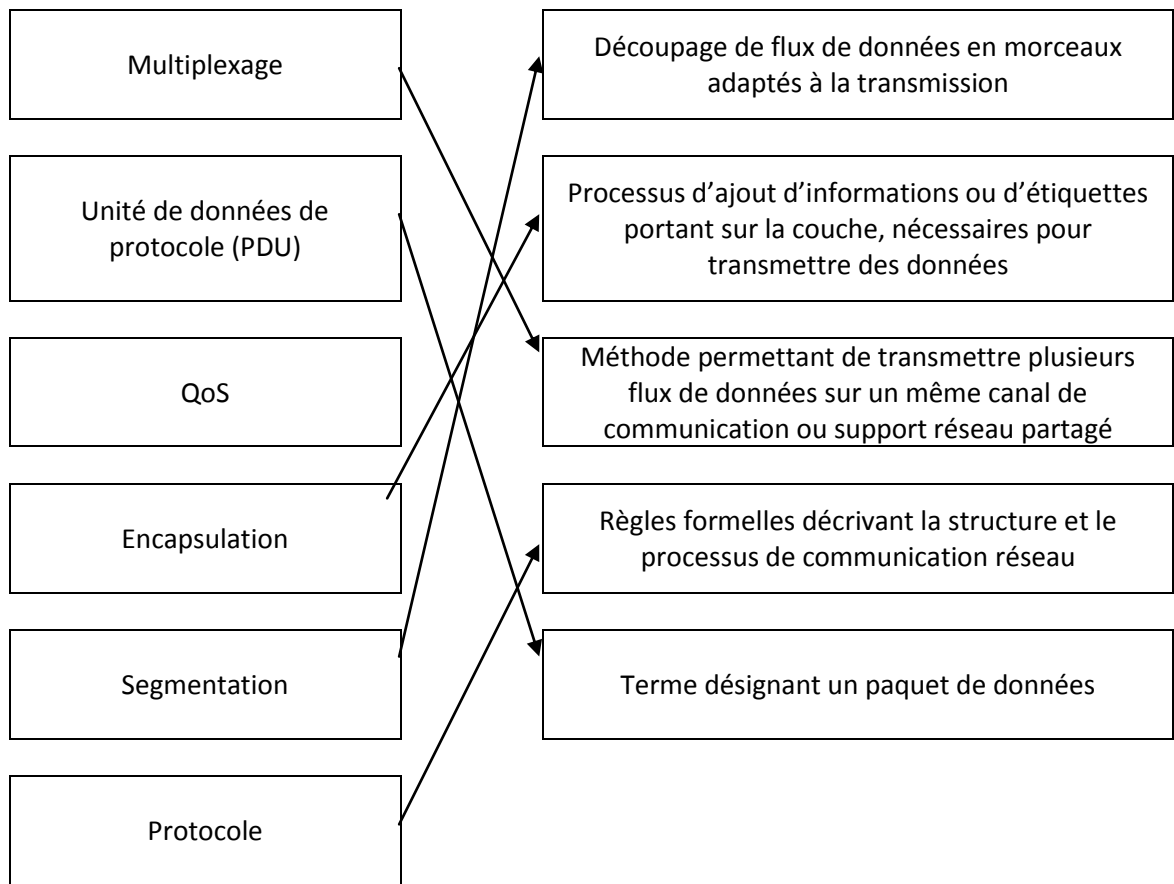 Multiplexage
Découpage de flux de données en morceaux
adaptés à la transmission
Unité de données de
protocole (PDU)
Processus d’ajout d’informations ou d’étiquettes
portant sur la couche, nécessaires pour
transmettre des données
QoS
Méthode permettant de transmettre plusieurs
flux de données sur un même canal de
communication ou support réseau partagé
Encapsulation
Règles formelles décrivant la structure et le
processus de communication réseau
Segmentation
Terme désignant un paquet de données
Protocole